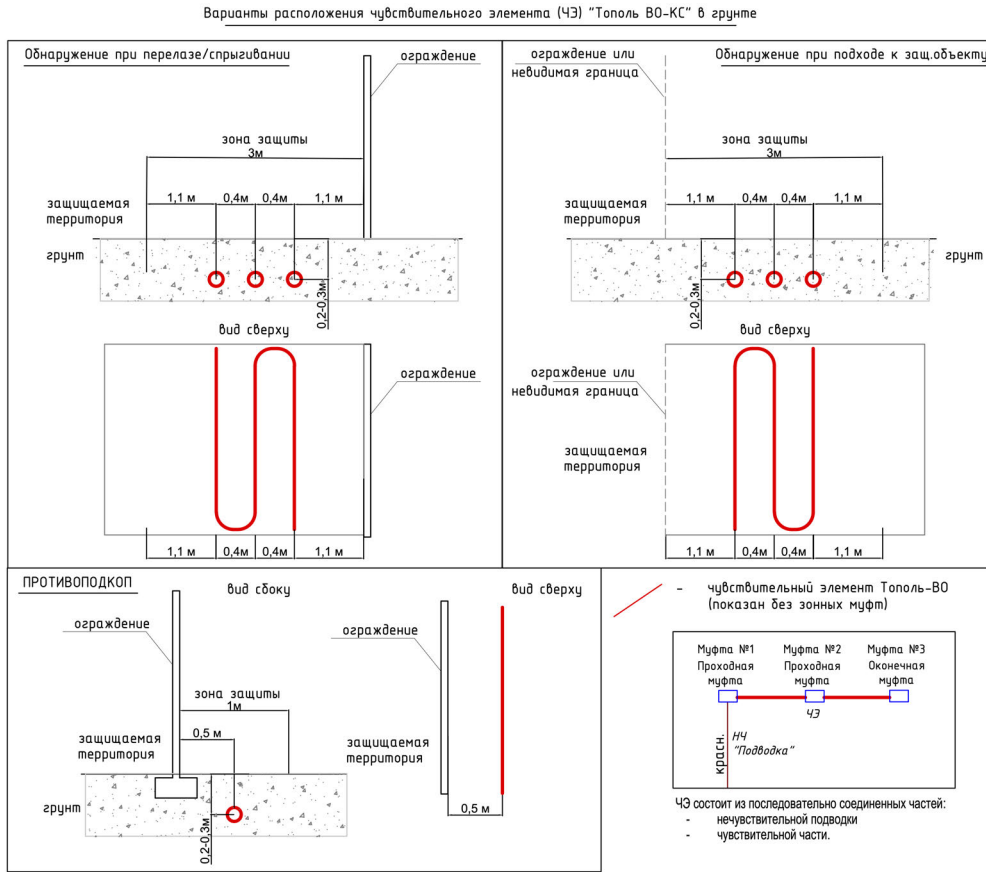 Варианты расположения чувствительного элемента (ЧЭ) "Тополь ВО-КС" в грунте
Обнаружение при перелазе/спрыгивании
ограждение
зона защиты
3м
1,1 м
0,4м
0,4м
1,1 м
защищаемая
территория
грунт
0,2-0,3м
вид сверху
ограждение
1,1 м
0,4м
0,4м
1,1 м
ограждение или
невидимая граница
Обнаружение при подходе к защ.объекту
зона защиты
3м
1,1 м
0,4м
0,4м
1,1 м
защищаемая
территория
грунт
0,2-0,3м
вид сверху
ограждение или
невидимая граница
защищаемая
территория
1,1 м
0,4м
0,4м
1,1 м
ПРОТИВОПОДКОП
вид сбоку
вид сверху
ограждение
ограждение
зона защиты
1м
0,5 м
защищаемая
территория
грунт
0,2-0,3м
защищаемая
территория
0,5 м
- чувствительный элемент Тополь-ВО
(показан без зонных муфт)
Муфта №1
Проходная
муфта
Муфта №2
Проходная
муфта
Муфта №3
Оконечная
муфта
ЧЭ
красн.
НЧ
"Подводка"
ЧЭ состоит из последовательно соединенных частей:
- нечувствительной подводки
- чувствительной части.